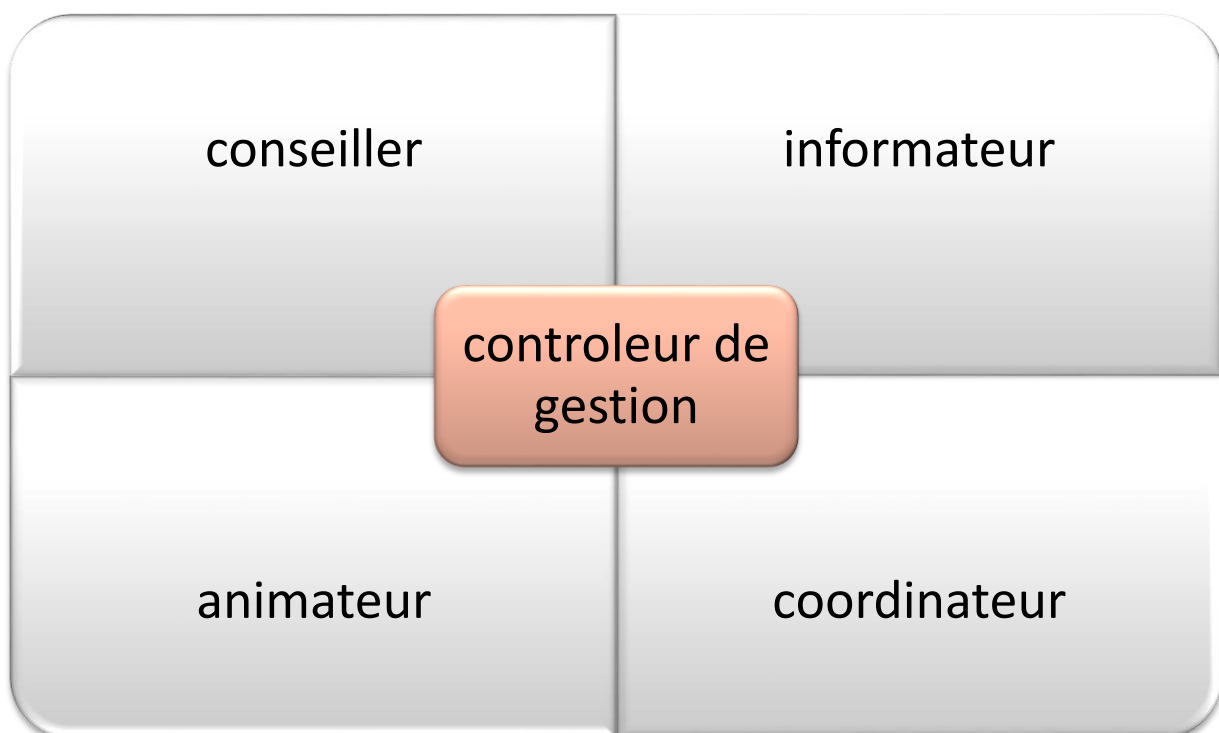 conseiller
informateur
controleur de
gestion
animateur
coordinateur